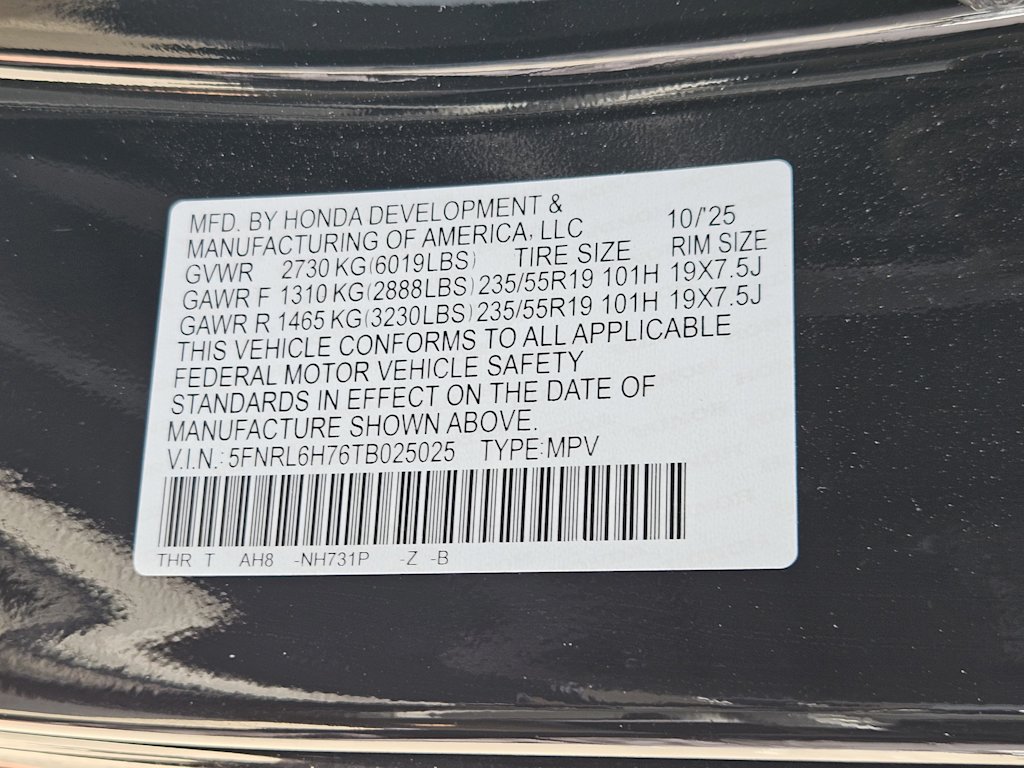 MFD. BY HONDA DEVELOPMENT &
MANUFACTURING OF AMERICA, LLC 10/'25
GVWR 2730 KG(6019LBS) TIRE SIZE RIM SIZE
GAWR F 1310 KG(2888LBS) 235/55R19 101H 19X7.5J
GAWR R 1465 KG(3230LBS) 235/55R19 101H 19X7.5J
THIS VEHICLE CONFORMS TO ALL APPLICABLE
FEDERAL MOTOR VEHICLE SAFETY
STANDARDS IN EFFECT ON THE DATE OF
MANUFACTURE SHOWN ABOVE.
V.I.N.: 5FNRL6H76TB025025 TYPE:MPV
THR T AH8 -NH731P -Z -B